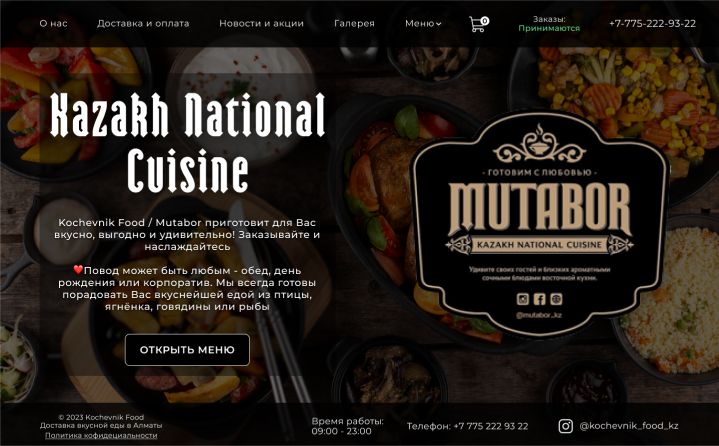 О нас
Доставка и оплата
Новости и акции
Галерея
Меню
0
Заказы:
Принимаются
+7-775-222-93-22
Kazakh National
Cuisine
Kochevnik Food / Mutabor приготовит для Вас
вкусно, выгодно и удивительно! Заказывайте и
наслаждайтесь
❤️Повод может быть любым - обед, день
рождения или корпоратив. Мы всегда готовы
порадовать Вас вкуснейшей едой из птицы,
ягнёнка, говядины или рыбы
ОТКРЫТЬ МЕНЮ
- ГОТОВИМ С ЛЮБОВЬЮ -
MUTABOR
KAZAKH NATIONAL CUISINE
Удивите своих гостей и близких ароматными
сочными блюдами восточной кухни.
@mutabor_kz
© 2023 Kochevnik Food
Доставка вкусной еды в Алматы
Политика кофидециальности
Время работы:
09:00 - 23:00
Телефон: +7 775 222 93 22
@kochevnik_food_kz